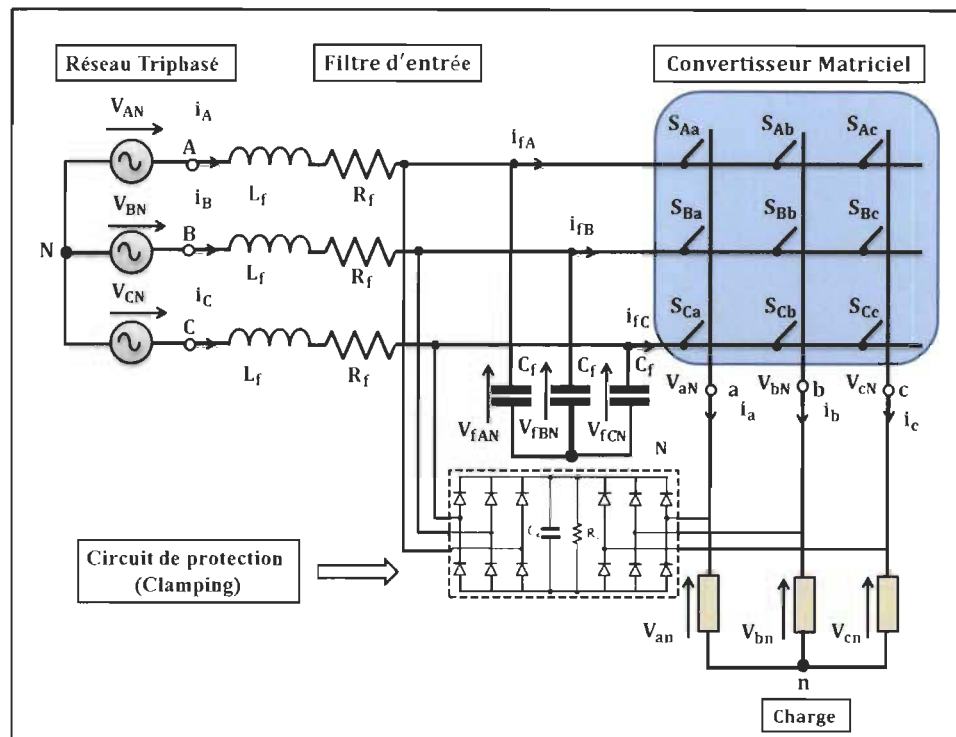 Réseau Triphasé
Filtre d'entrée
Convertisseur Matriciel
V_AN
i_A
A
L_f
R_f
i_fA
S_Aa
S_Ab
S_Ac
N
V_BN
i_B
B
L_f
R_f
i_fB
S_Ba
S_Bb
S_Bc
V_CN
i_C
C
L_f
R_f
i_fC
S_Ca
S_Cb
S_Cc
C_f
C_f
C_f
V_fAN
V_fBN
V_fCN
N
V_aN
a
V_bN
b
V_cN
c
i_a
i_b
i_c
Circuit de protection
(Clamping)
V_an
V_bn
V_cn
n
Charge